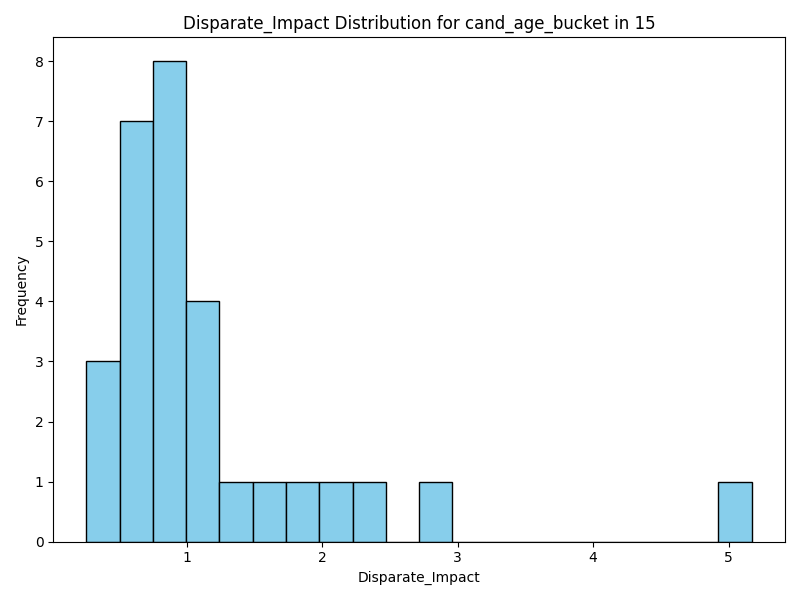 Disparate_Impact Distribution for cand_age_bucket in 15
8
7
6
5
4
3
2
1
0
Frequency
1 2 3 4 5
Disparate_Impact